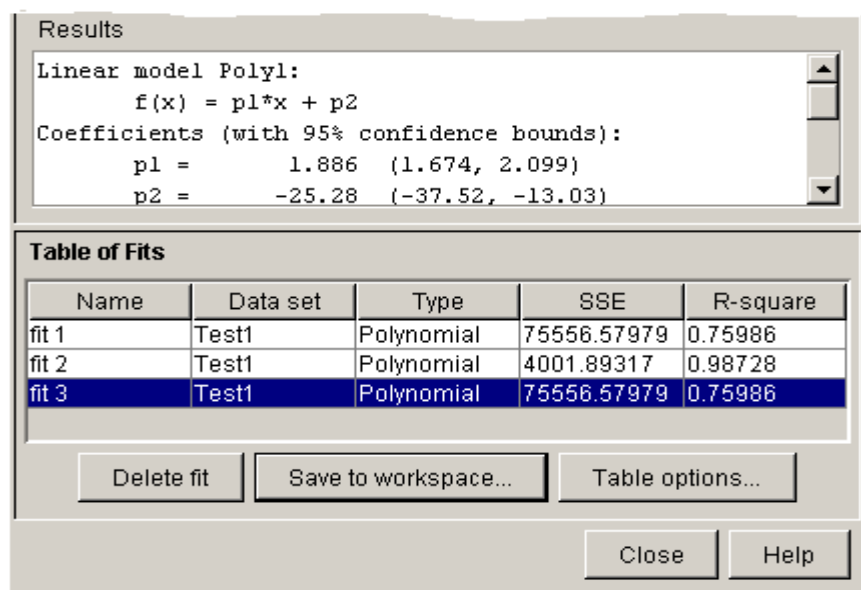 Results
Linear model Poly1:
f(x) = p1*x + p2
Coefficients (with 95% confidence bounds):
p1 = 1.886 (1.674, 2.099)
p2 = -25.28 (-37.52, -13.03)
Table of Fits
Name Data set Type SSE R-square
fit 1 Test1 Polynomial 75556.57979 0.75986
fit 2 Test1 Polynomial 4001.89317 0.98728
fit 3 Test1 Polynomial 75556.57979 0.75986
Delete fit Save to workspace... Table options...
Close Help